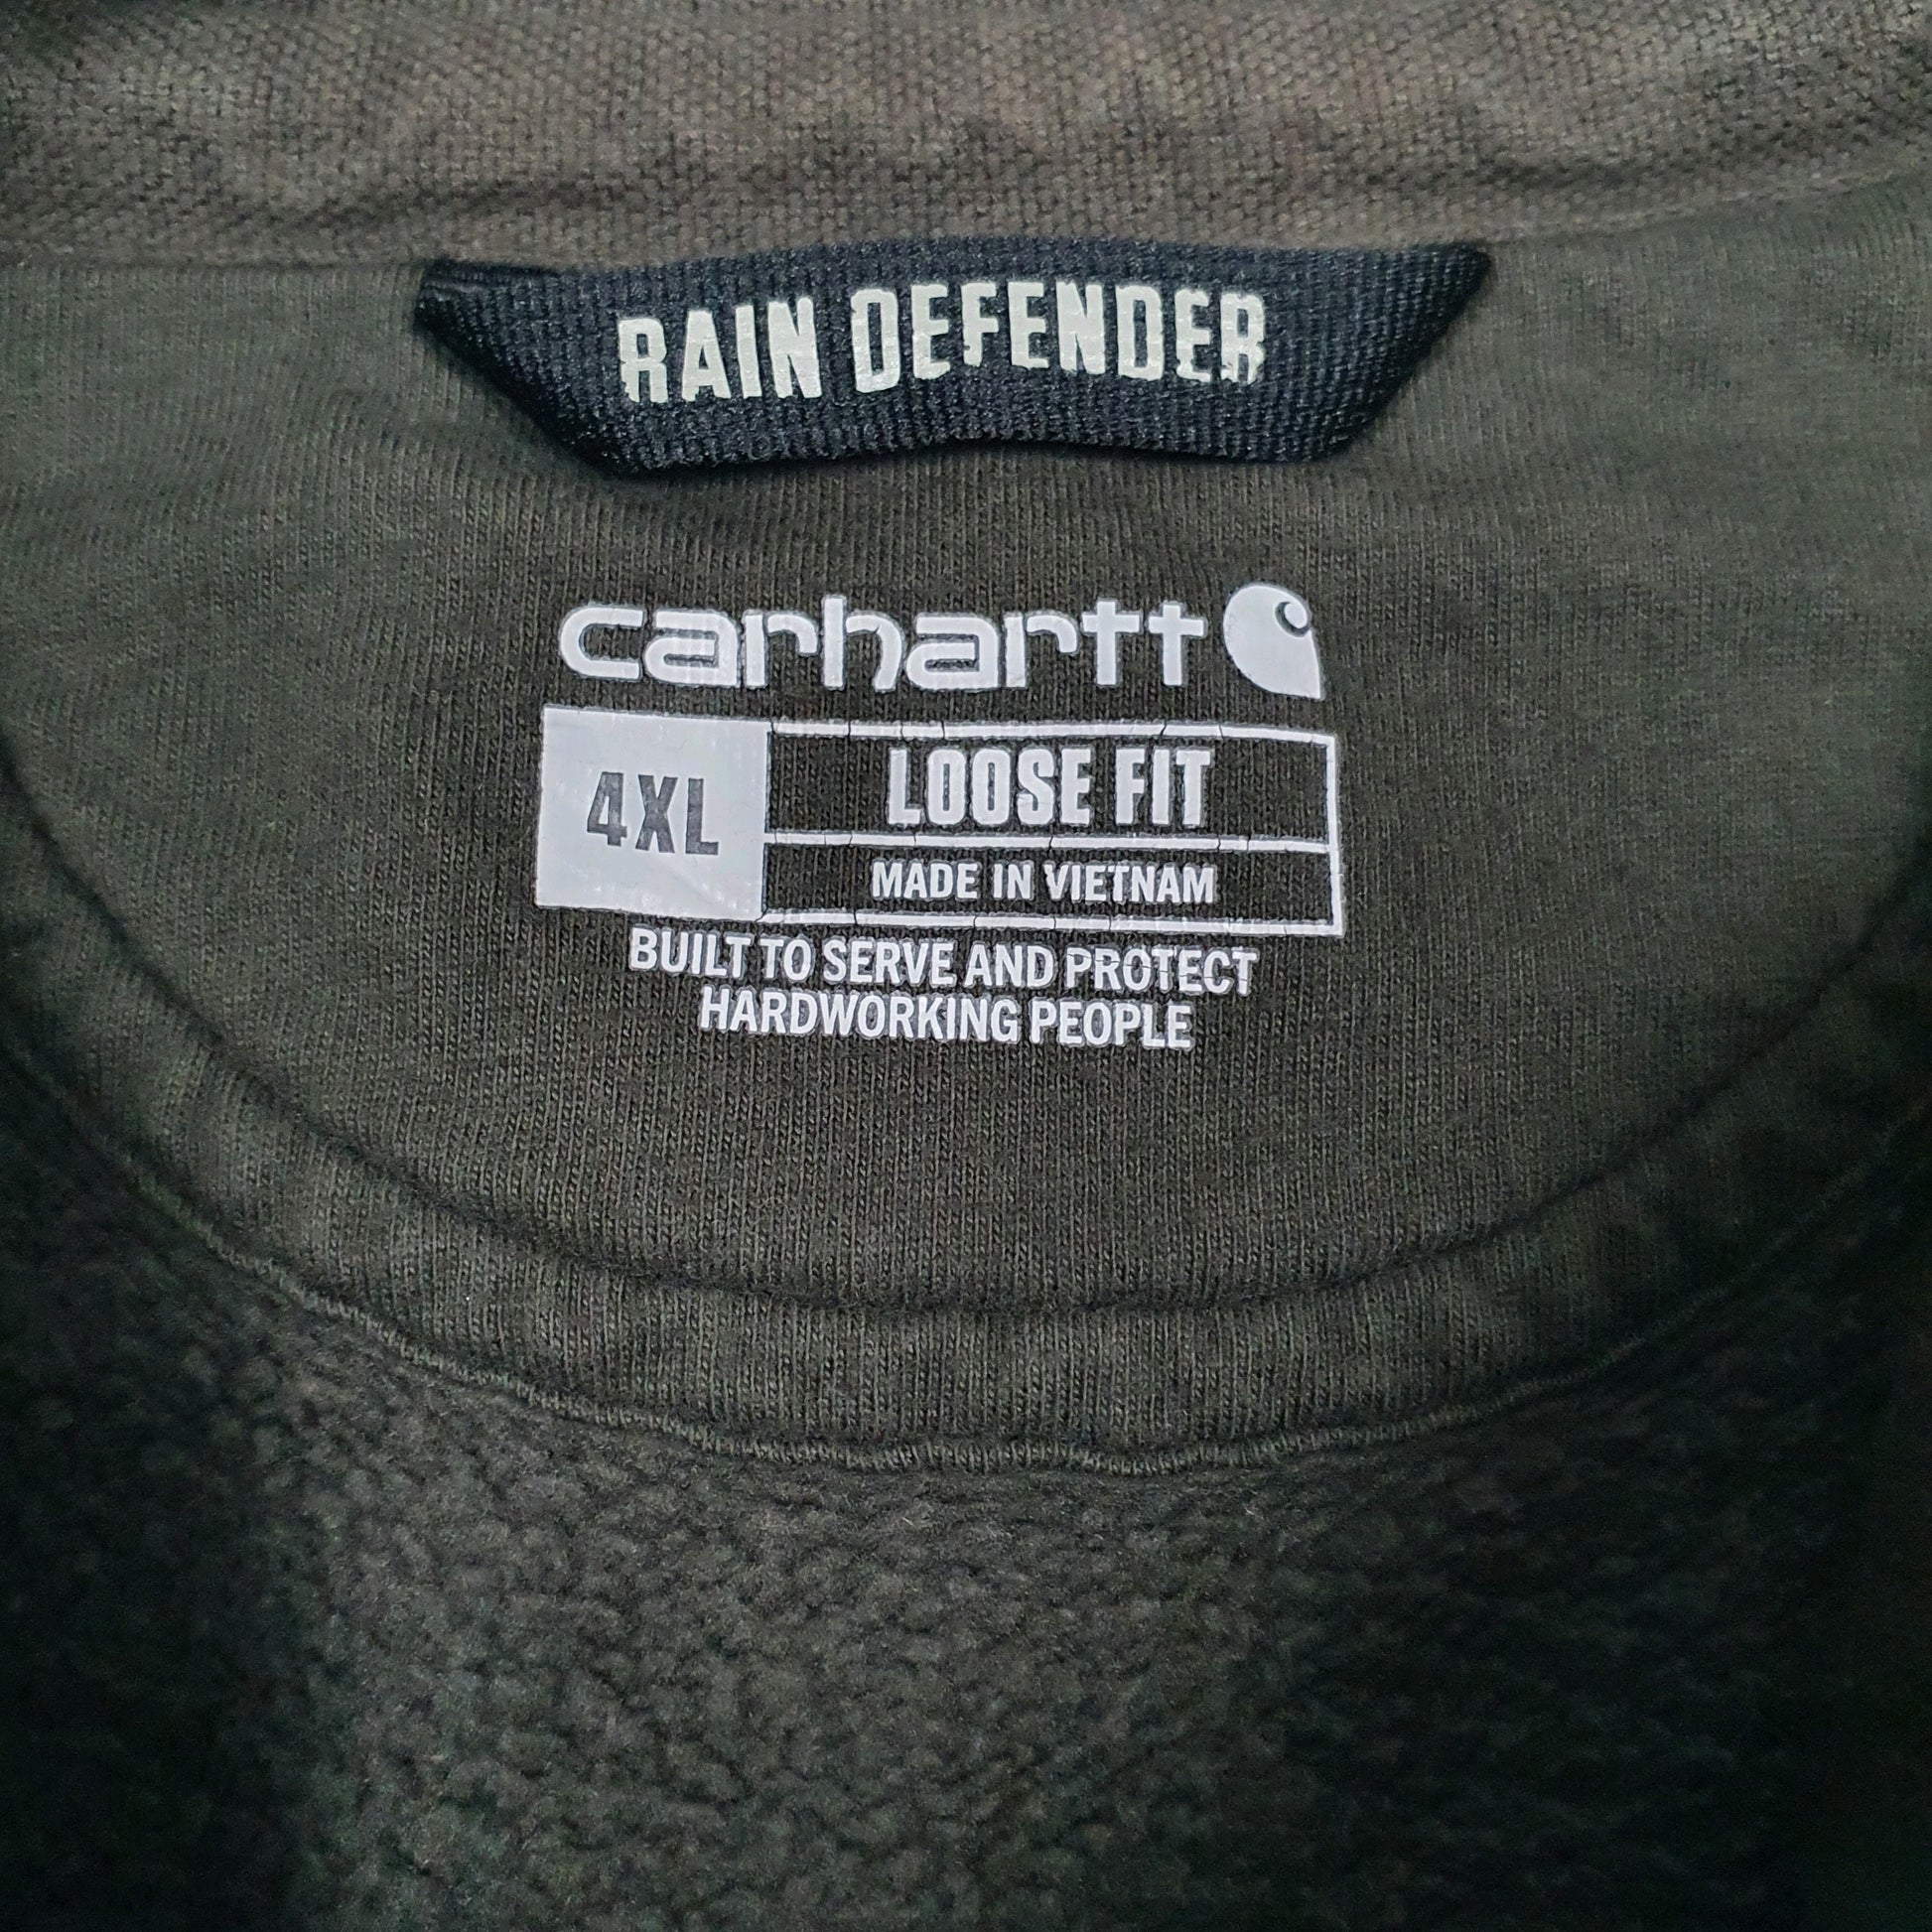 RAIN DEFENDER
carhartt
4XL
LOOSE FIT
MADE IN VIETNAM
BUILT TO SERVE AND PROTECT
HARDWORKING PEOPLE